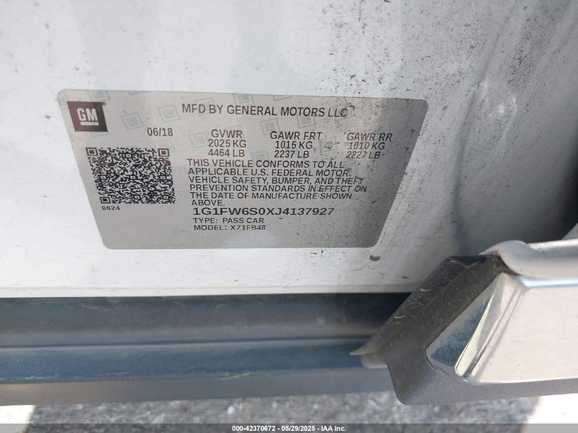 GM
MFD BY GENERAL MOTORS LLC
06/18 GVWR GAWR FRT GAWR RR
2025 KG 1015 KG 1010 KG
4464 LB 2237 LB 2227 LB
THIS VEHICLE CONFORMS TO ALL
APPLICABLE U.S. FEDERAL MOTOR
VEHICLE SAFETY, BUMPER, AND THEFT
PREVENTION STANDARDS IN EFFECT ON
THE DATE OF MANUFACTURE SHOWN
ABOVE.
0824
1G1FW6S0XJ4137927
TYPE: PASS CAR
MODEL:
000-42370672 - 05/29/2025 - IAAI.COM